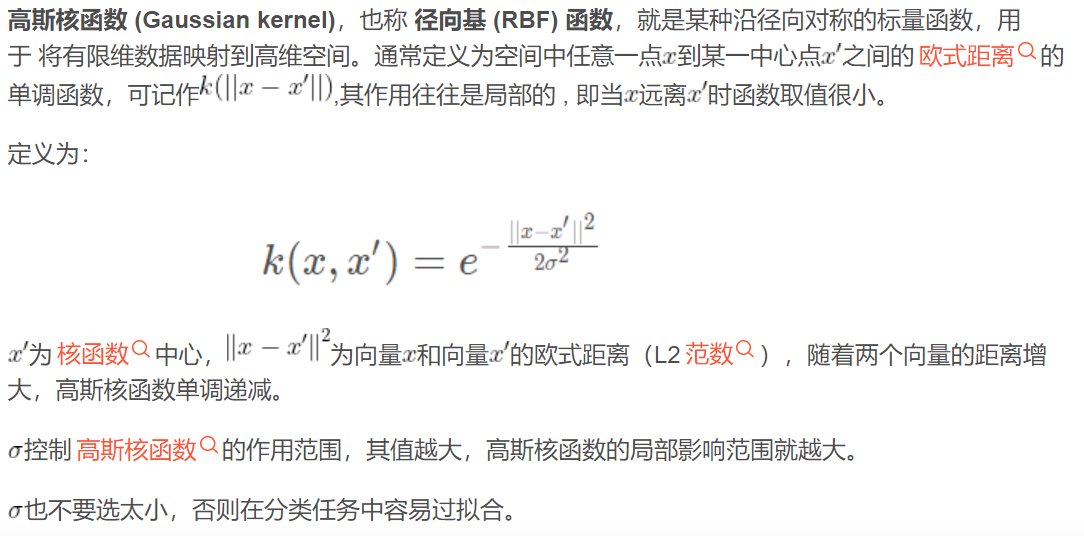 高斯核函数 (Gaussian kernel)，也称 径向基 (RBF) 函数，就是某种沿径向对称的标量函数，用
于 将有限维数据映射到高维空间。通常定义为空间中任意一点x到某一中心点x′之间的 欧式距离 的
单调函数，可记作k(||x − x′||),其作用往往是局部的 , 即当x远离x′时函数取值很小。
定义为：
k(x, x′) = e^{−\frac{||x−x′||^2}{2σ^2}}
x′为 核函数 中心，||x − x′||^2为向量x和向量x′的欧式距离（L2 范数 ），随着两个向量的距离增
大，高斯核函数单调递减。
σ控制 高斯核函数 的作用范围，其值越大，高斯核函数的局部影响范围就越大。
σ也不要选太小，否则在分类任务中容易过拟合。